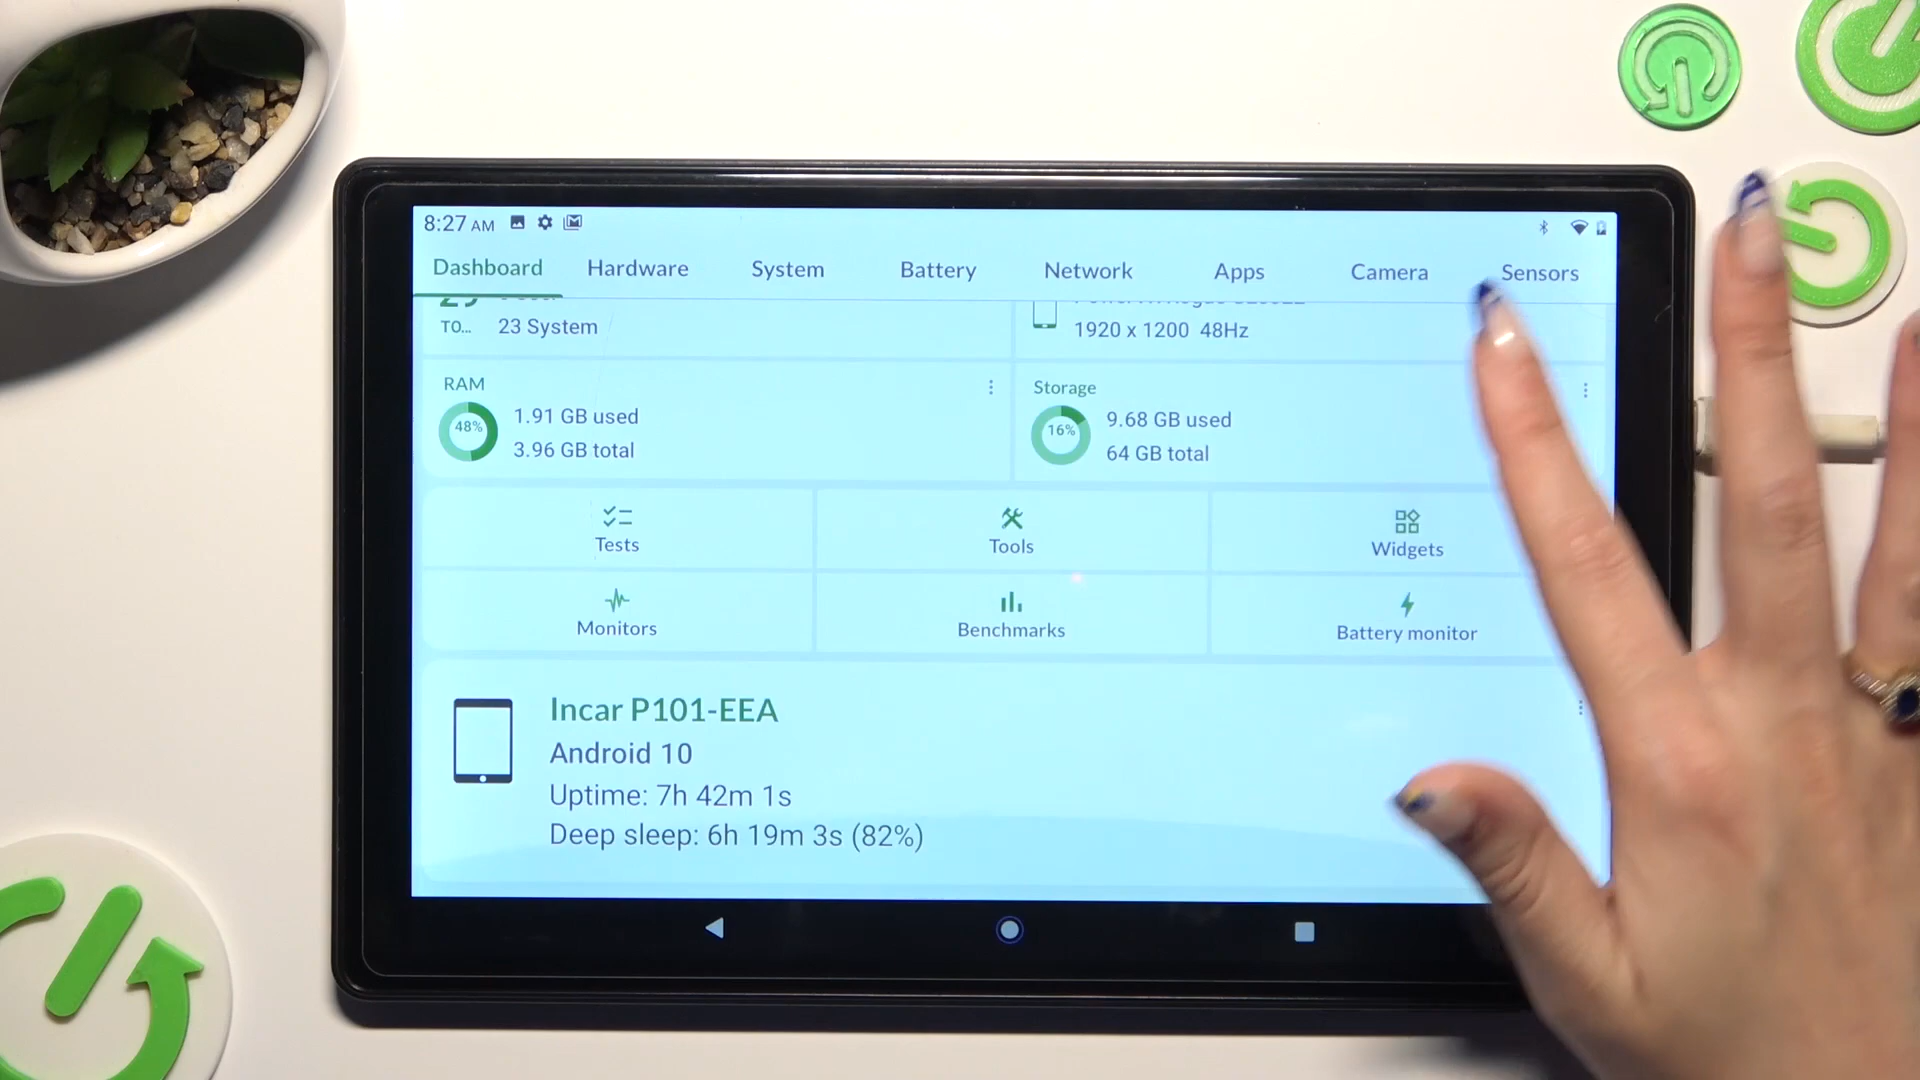 8:27 AM
Dashboard Hardware System Battery Network Apps Camera Sensors
TO... 23 System
1920 x 1200 48Hz
RAM
48%
1.91 GB used
3.96 GB total
Storage
16%
9.68 GB used
64 GB total
Tests
Tools
Widgets
Monitors
Benchmarks
Battery monitor
Incar P101-EEA
Android 10
Uptime: 7h 42m 1s
Deep sleep: 6h 19m 3s (82%)